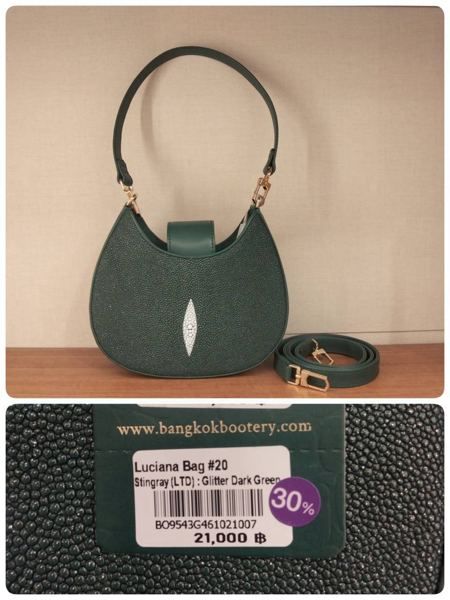 www.bangkokbootery.com
Luciana Bag #20
Stingray (LTD) : Glitter Dark Green
30%
BO9543G461021007
21,000 ฿